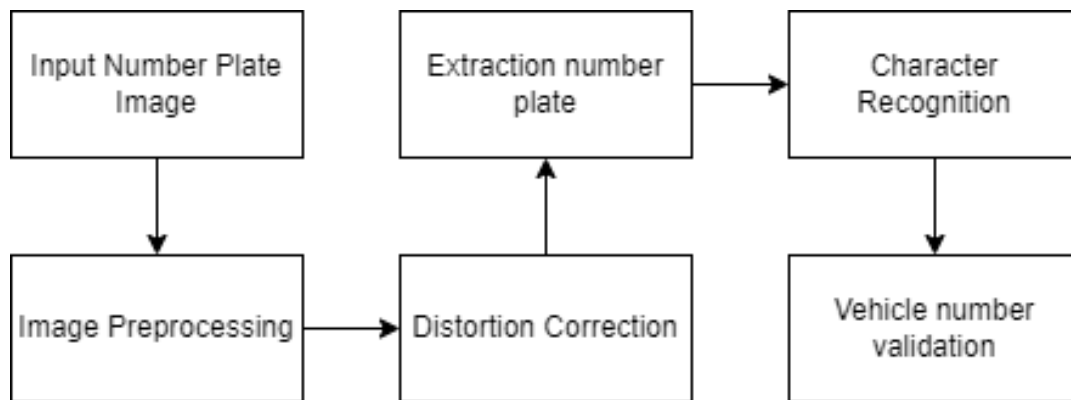 Input Number Plate
Image
Image Preprocessing
Distortion Correction
Extraction number
plate
Character
Recognition
Vehicle number
validation